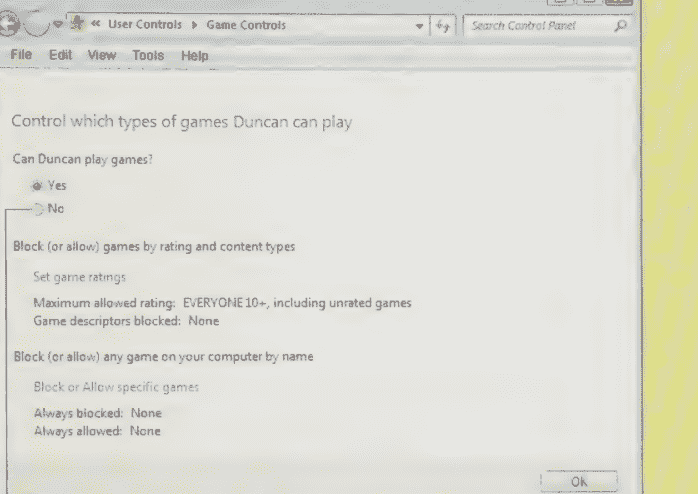 « User Controls › Game Controls
Search Control Panel
File Edit View Tools Help
Control which types of games Duncan can play
Can Duncan play games?
Yes
No
Block (or allow) games by rating and content types
Set game ratings
Maximum allowed rating: EVERYONE 10+, including unrated games
Game descriptors blocked: None
Block (or allow) any game on your computer by name
Block or Allow specific games
Always blocked: None
Always allowed: None
OK